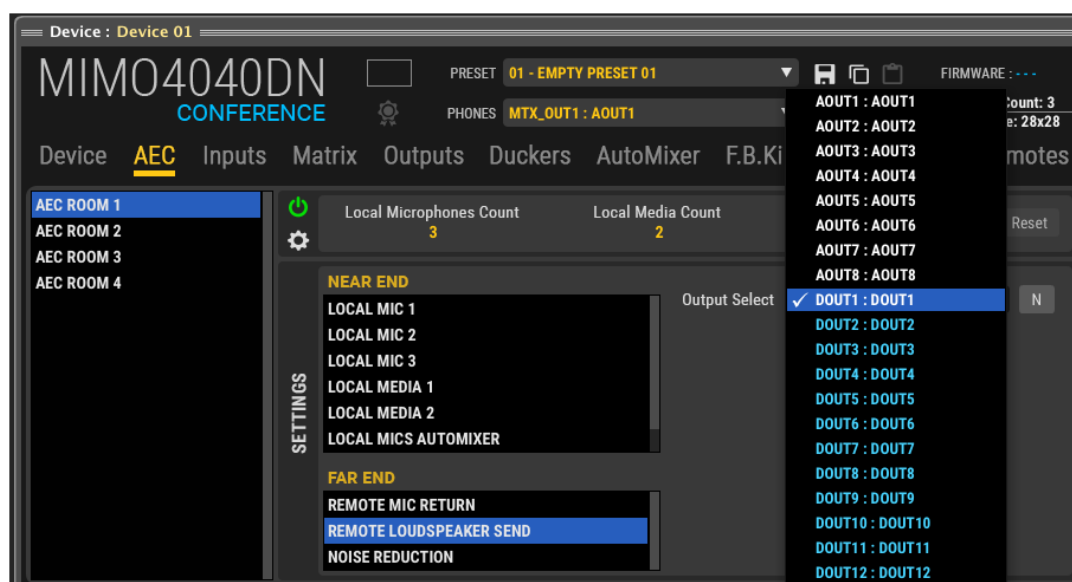 Device : Device 01
MIMO4040DN
CONFERENCE
PRESET 01 - EMPTY PRESET 01
FIRMWARE : - - -
PHONES MTX_OUT1 : AOUT1
Count: 3
e: 28x28
Device AEC Inputs Matrix Outputs Duckers AutoMixer F.B.Ki motes
AEC ROOM 1
AEC ROOM 2
AEC ROOM 3
AEC ROOM 4
Local Microphones Count
3
Local Media Count
2
Reset
SETTINGS
NEAR END
LOCAL MIC 1
LOCAL MIC 2
LOCAL MIC 3
LOCAL MEDIA 1
LOCAL MEDIA 2
LOCAL MICS AUTOMIXER
FAR END
REMOTE MIC RETURN
REMOTE LOUDSPEAKER SEND
NOISE REDUCTION
Output Select
N
AOUT1 : AOUT1
AOUT2 : AOUT2
AOUT3 : AOUT3
AOUT4 : AOUT4
AOUT5 : AOUT5
AOUT6 : AOUT6
AOUT7 : AOUT7
AOUT8 : AOUT8
DOUT1 : DOUT1
DOUT2 : DOUT2
DOUT3 : DOUT3
DOUT4 : DOUT4
DOUT5 : DOUT5
DOUT6 : DOUT6
DOUT7 : DOUT7
DOUT8 : DOUT8
DOUT9 : DOUT9
DOUT10 : DOUT10
DOUT11 : DOUT11
DOUT12 : DOUT12